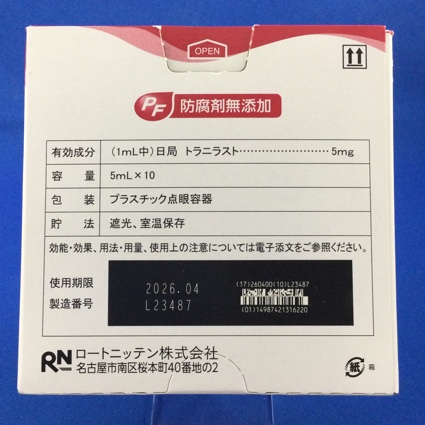 OPEN
PF 防腐剤無添加
有効成分 (1mL中)日局 トラニラスト……………………5mg
容量 5mL×10
包装 プラスチック点眼容器
貯法 遮光、室温保存
効能・効果、用法・用量、使用上の注意については電子添文をご参照ください。
使用期限 2026.04
製造番号 L23487
(17)260400(10)L23487
(01)14987421316220
RN ロートニッテン株式会社
名古屋市南区桜本町40番地の2
紙 箱